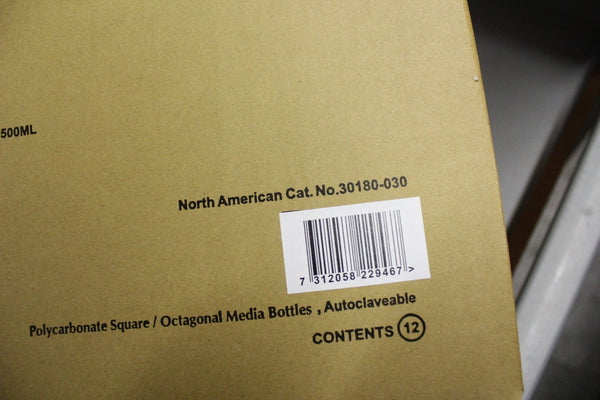 500ML
North American Cat. No.30180-030
7 312058 229467 >
Polycarbonate Square / Octagonal Media Bottles , Autoclaveable
CONTENTS 12